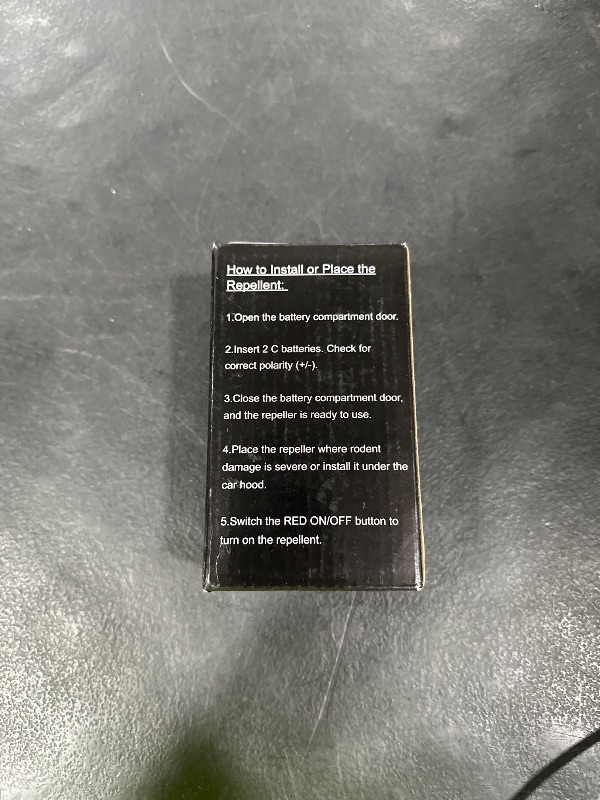 How to Install or Place the
Repellent:
1.Open the battery compartment door.
2.Insert 2 C batteries. Check for
correct polarity (+/-).
3.Close the battery compartment door,
and the repeller is ready to use.
4.Place the repeller where rodent
damage is severe or install it under the
car hood.
5.Switch the RED ON/OFF button to
turn on the repellent.